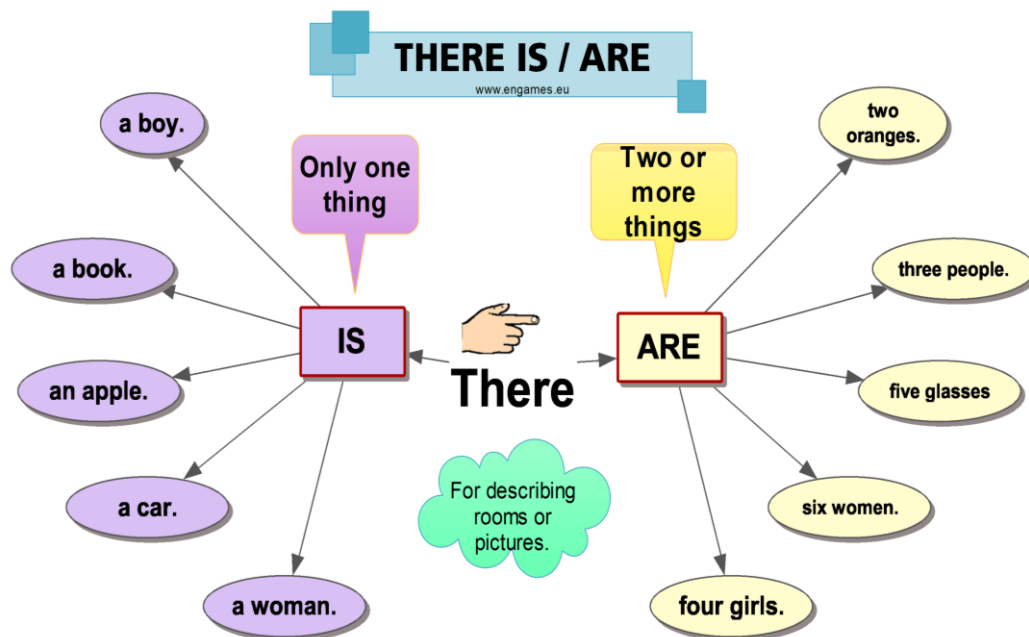 THERE IS / ARE
www.engames.eu
a boy.
Only one
thing
Two or
more
things
two
oranges.
a book.
three people.
IS
There
ARE
an apple.
five glasses
a car.
For describing
rooms or
pictures.
six women.
a woman.
four girls.